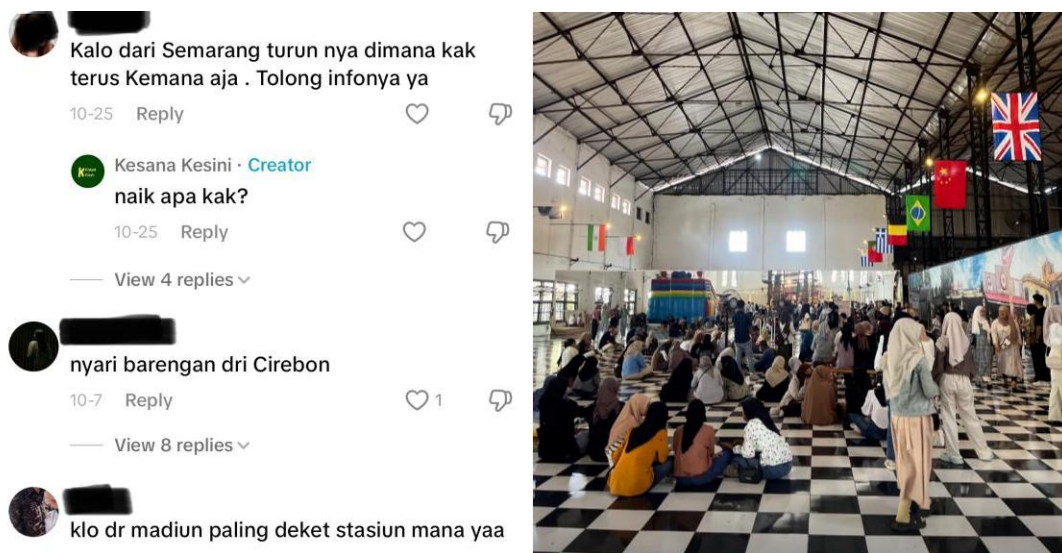 Kalo dari Semarang turun nya dimana kak
terus Kemana aja . Tolong infonya ya
10-25 Reply
Kesana Kesini · Creator
naik apa kak?
10-25 Reply
View 4 replies
nyari barengan dri Cirebon
10-7 Reply 1
View 8 replies
klo dr madiun paling deket stasiun mana yaa